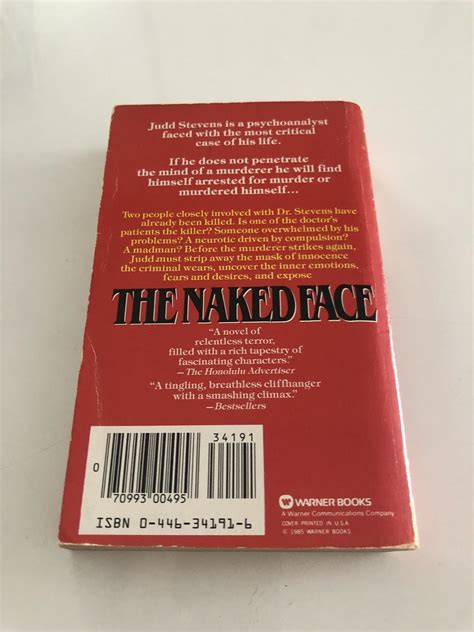 Judd Stevens is a psychoanalyst
faced with the most critical
case of his life.
If he does not penetrate
the mind of a murderer he will find
himself arrested for murder or
murdered himself...
Two people closely involved with Dr. Stevens have
already been killed. Is one of the doctor's
patients the killer? Someone overwhelmed by his
problems? A neurotic driven by compulsion?
A madman? Before the murderer strikes again,
Judd must strip away the mask of innocence
the criminal wears, uncover the inner emotions,
fears and desires, and expose
THE NAKED FACE
"A novel of
relentless terror,
filled with a rich tapestry of
fascinating characters."
— The Honolulu Advertiser
"A tingling, breathless cliffhanger
with a smashing climax."
— Bestsellers
34191
0
70993 00495
ISBN 0-446-34191-6
WARNER BOOKS
A Warner Communications Company
COVER PRINTED IN U.S.A.
© 1985 WARNER BOOKS